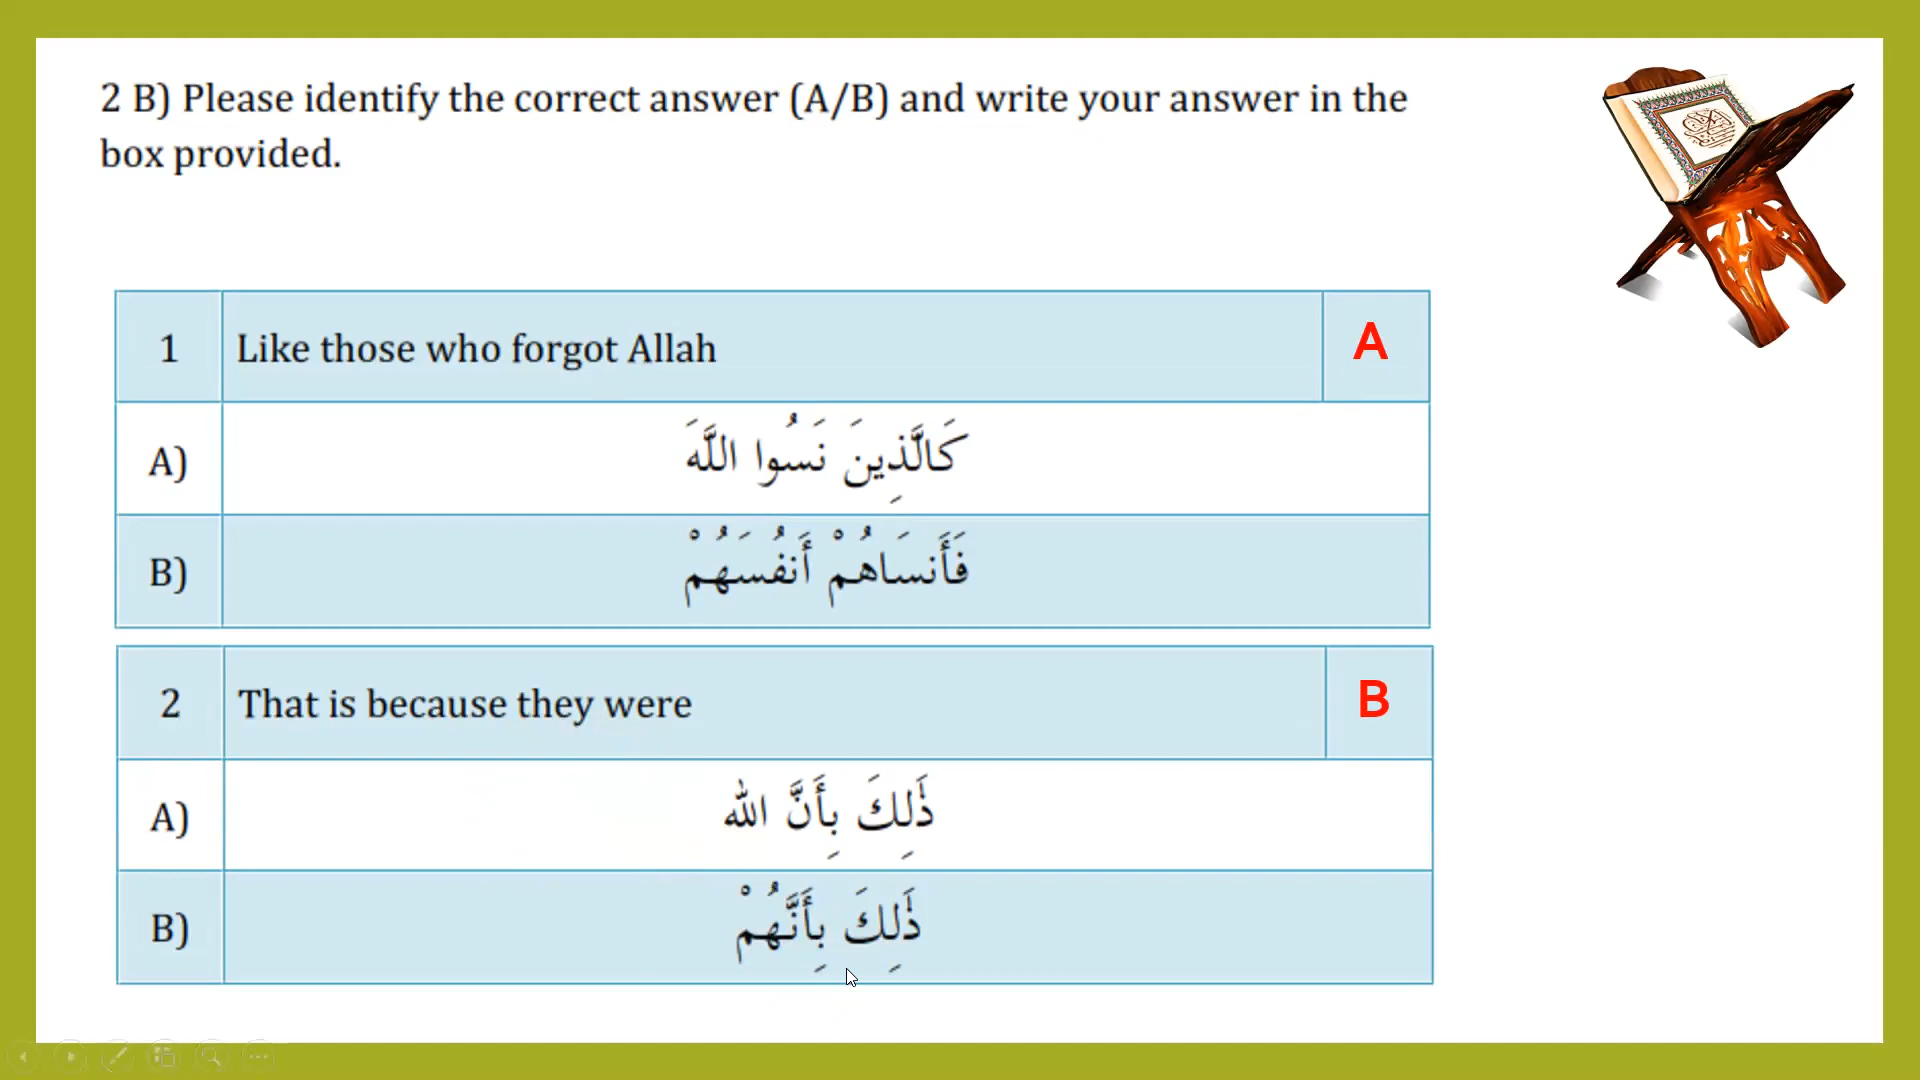 2 B) Please identify the correct answer (A/B) and write your answer in the
box provided.
1 Like those who forgot Allah A
A) كَالَّذِينَ نَسُوا اللَّهَ
B) فَأَنسَاهُمْ أَنفُسَهُمْ
2 That is because they were B
A) ذَٰلِكَ بِأَنَّ الله
B) ذَٰلِكَ بِأَنَّهُمْ